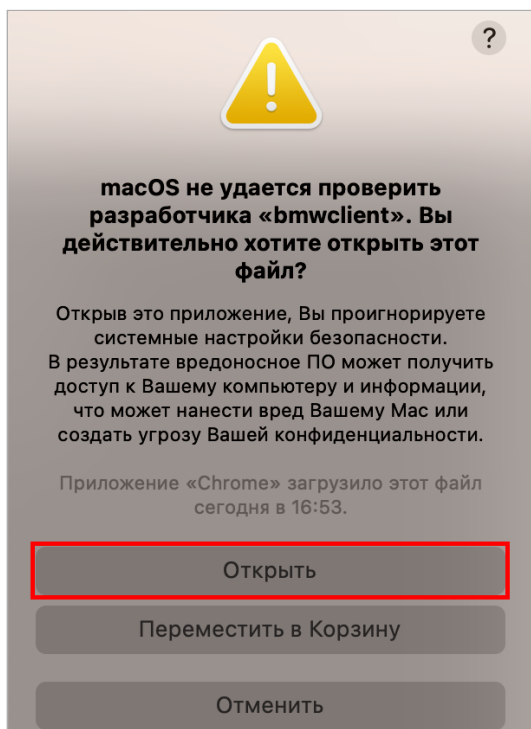 ?
macOS не удается проверить
разработчика «bmwclient». Вы
действительно хотите открыть этот
файл?
Открыв это приложение, Вы проигнорируете
системные настройки безопасности.
В результате вредоносное ПО может получить
доступ к Вашему компьютеру и информации,
что может нанести вред Вашему Mac или
создать угрозу Вашей конфиденциальности.
Приложение «Chrome» загрузило этот файл
сегодня в 16:53.
Открыть
Переместить в Корзину
Отменить